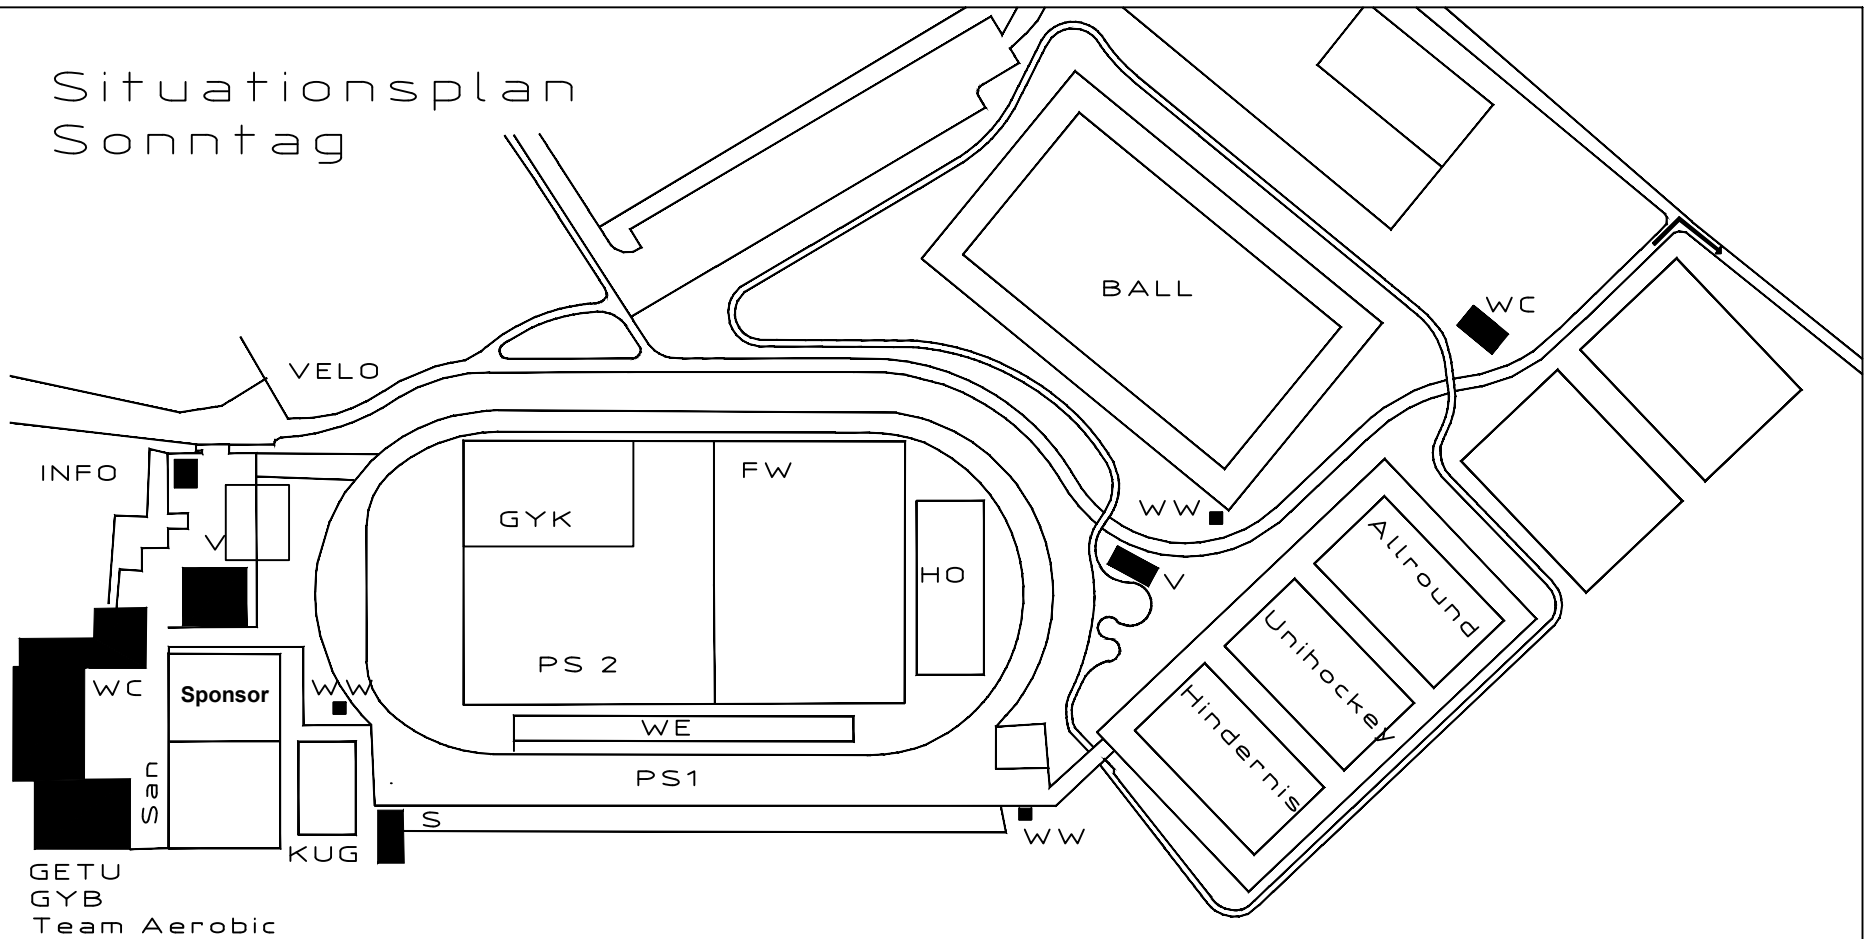 Situationsplan
Sonntag
BALL
WC
VELO
INFO
FW
GYK
WW
Allround
V
V
HO
Unihockey
PS 2
WC
Sponsor
WW
Hindernis
WE
San
PS1
S
WW
KUG
GETU
GYB
Team Aerobic